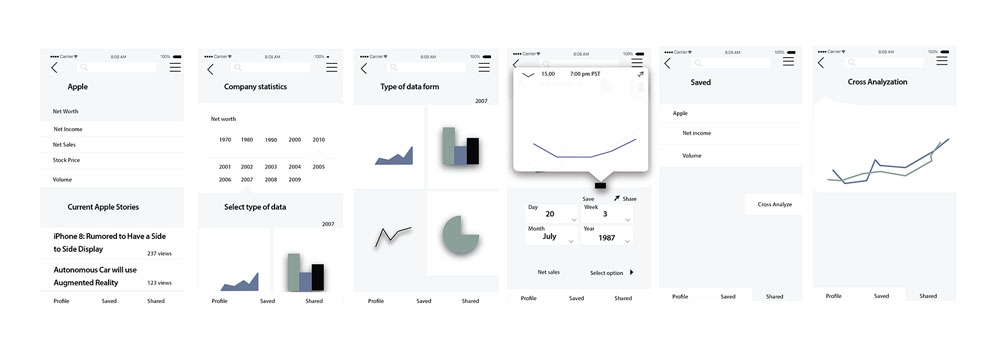 Carrier 8:08 AM 100%
Apple
Net Worth
Net Income
Net Sales
Stock Price
Volume
Current Apple Stories
iPhone 8: Rumored to Have a Side
to Side Display
237 views
Autonomous Car will use
Augmented Reality
123 views
Profile Saved Shared
Carrier 8:08 AM 100%
Company statistics
Net worth
1970 1980 1990 2000 2010
2001 2002 2003 2004 2005
2006 2007 2008 2009
Select type of data
2007
Profile Saved Shared
Carrier 8:08 AM 100%
Type of data form
2007
Profile Saved Shared
Carrier 8:08 AM 100%
15.00 7:00 pm PST
Save Share
Day Week
20 3
Month Year
July 1987
Net sales Select option
Profile Saved Shared
Carrier 8:08 AM 100%
Saved
Apple
Net income
Volume
Cross Analyze
Profile Saved Shared
Carrier 8:08 AM 100%
Cross Analyzation
Profile Saved Shared